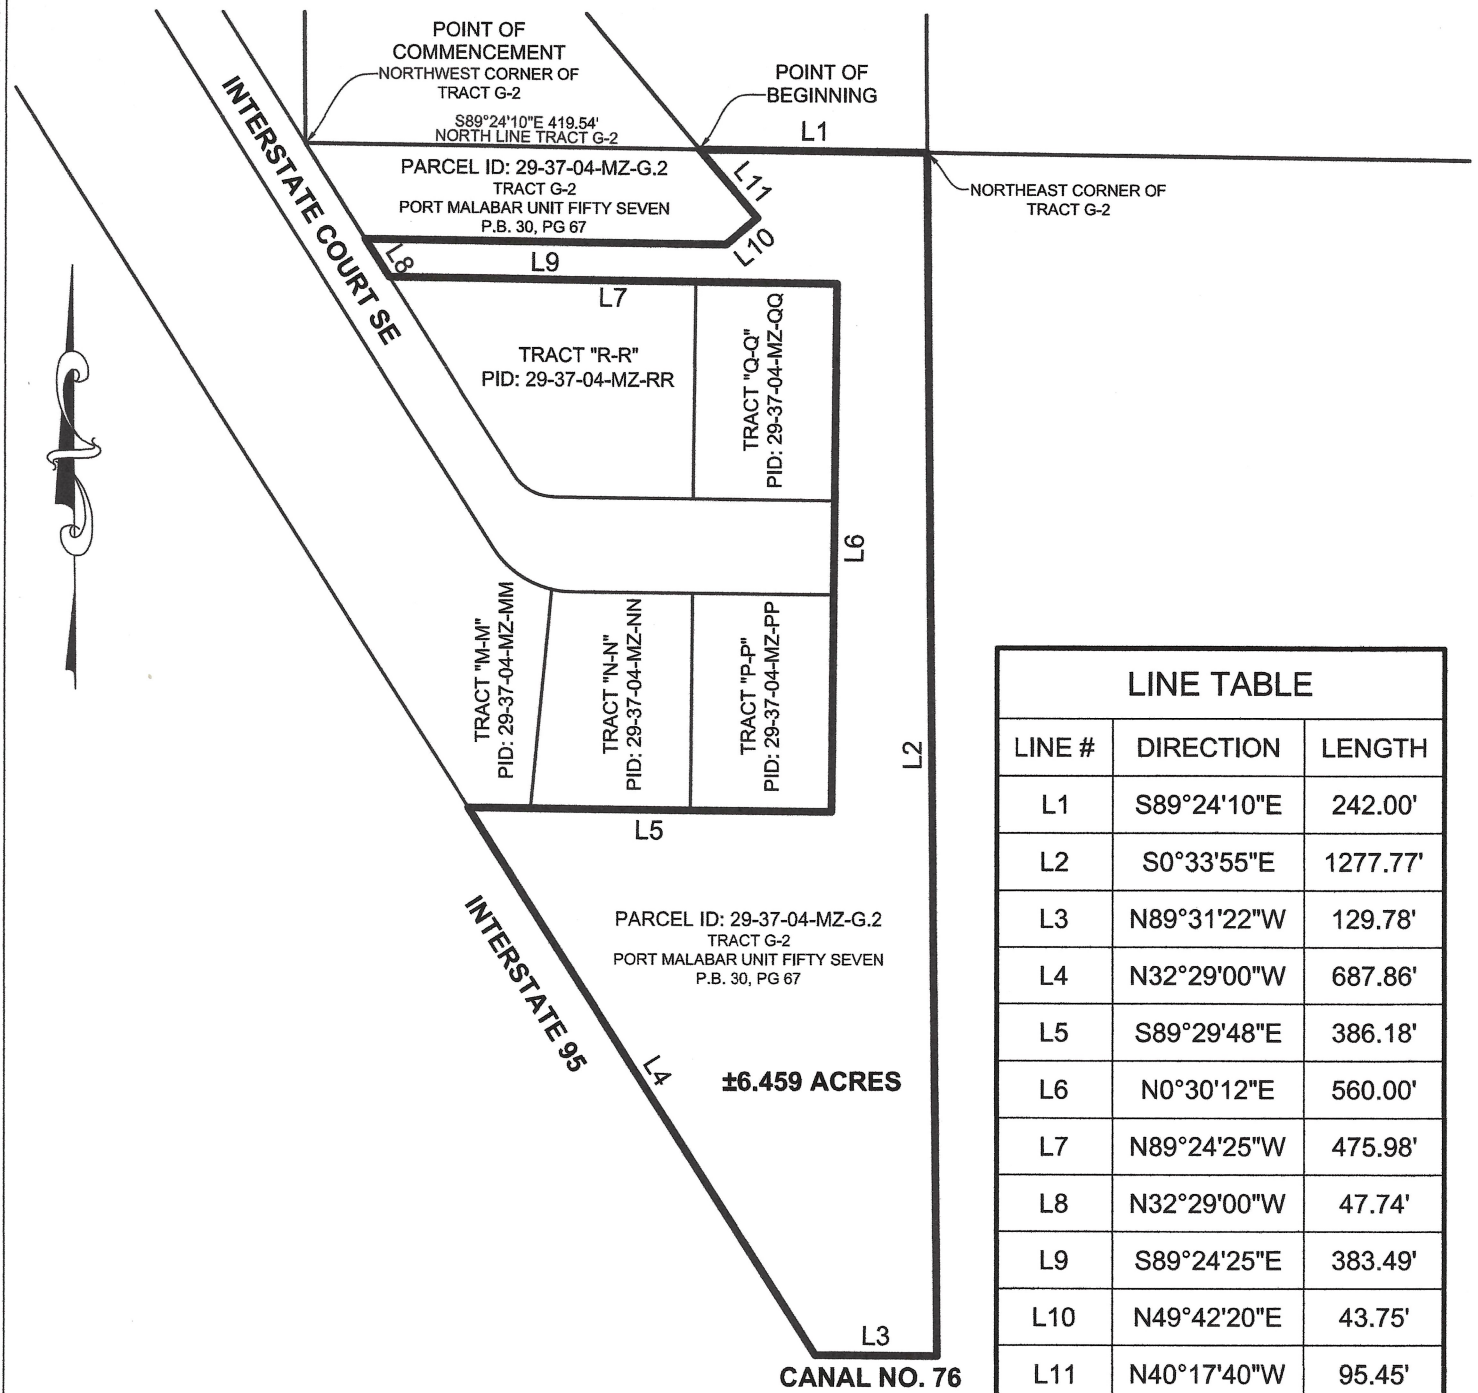 POINT OF
COMMENCEMENT
NORTHWEST CORNER OF
TRACT G-2
POINT OF
BEGINNING
S89°24'10"E 419.54'
NORTH LINE TRACT G-2
L1
PARCEL ID: 29-37-04-MZ-G.2
TRACT G-2
PORT MALABAR UNIT FIFTY SEVEN
P.B. 30, PG 67
L11
L10
NORTHEAST CORNER OF
TRACT G-2
INTERSTATE COURT SE
L8
L9
L7
TRACT "R-R"
PID: 29-37-04-MZ-RR
TRACT "Q-Q"
PID: 29-37-04-MZ-QQ
L6
TRACT "M-M"
PID: 29-37-04-MZ-MM
TRACT "N-N"
PID: 29-37-04-MZ-NN
TRACT "P-P"
PID: 29-37-04-MZ-PP
L2
L5
INTERSTATE 95
PARCEL ID: 29-37-04-MZ-G.2
TRACT G-2
PORT MALABAR UNIT FIFTY SEVEN
P.B. 30, PG 67
L4
±6.459 ACRES
L3
CANAL NO. 76
LINE TABLE
LINE # DIRECTION LENGTH
L1 S89°24'10"E 242.00'
L2 S0°33'55"E 1277.77'
L3 N89°31'22"W 129.78'
L4 N32°29'00"W 687.86'
L5 S89°29'48"E 386.18'
L6 N0°30'12"E 560.00'
L7 N89°24'25"W 475.98'
L8 N32°29'00"W 47.74'
L9 S89°24'25"E 383.49'
L10 N49°42'20"E 43.75'
L11 N40°17'40"W 95.45'